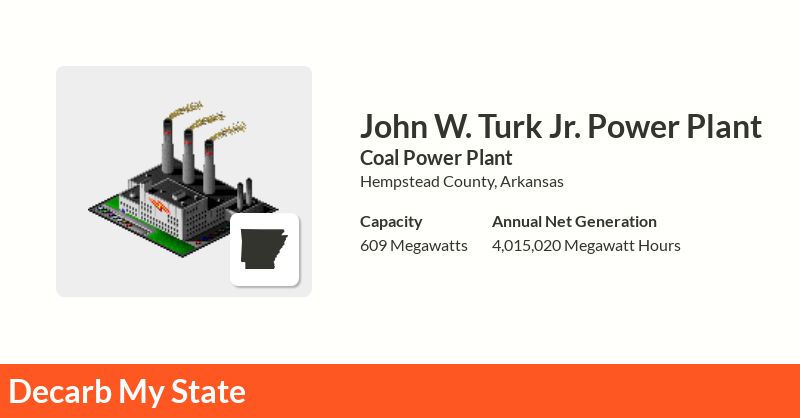 John W. Turk Jr. Power Plant
Coal Power Plant
Hempstead County, Arkansas
Capacity
609 Megawatts
Annual Net Generation
4,015,020 Megawatt Hours
Decarb My State